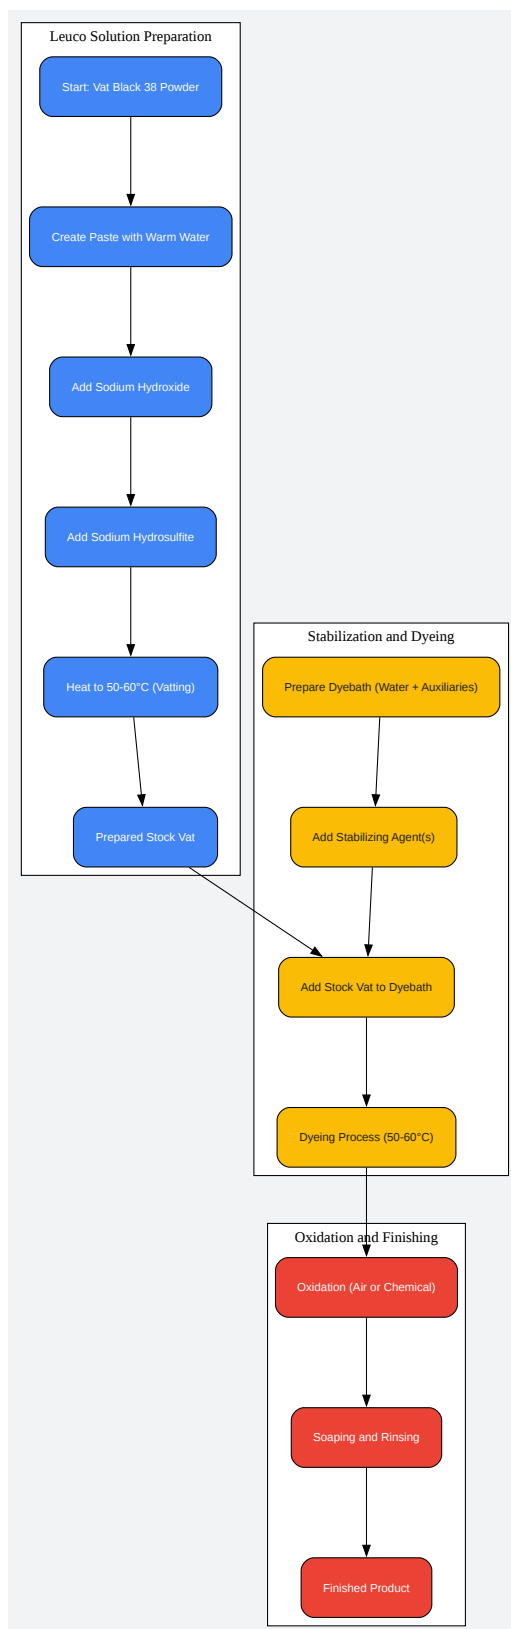 Leuco Solution Preparation
Start: Vat Black 38 Powder
Create Paste with Warm Water
Add Sodium Hydroxide
Add Sodium Hydrosulfite
Heat to 50-60°C (Vatting)
Prepared Stock Vat
Stabilization and Dyeing
Prepare Dyebath (Water + Auxiliaries)
Add Stabilizing Agent(s)
Add Stock Vat to Dyebath
Dyeing Process (50-60°C)
Oxidation and Finishing
Oxidation (Air or Chemical)
Soaping and Rinsing
Finished Product